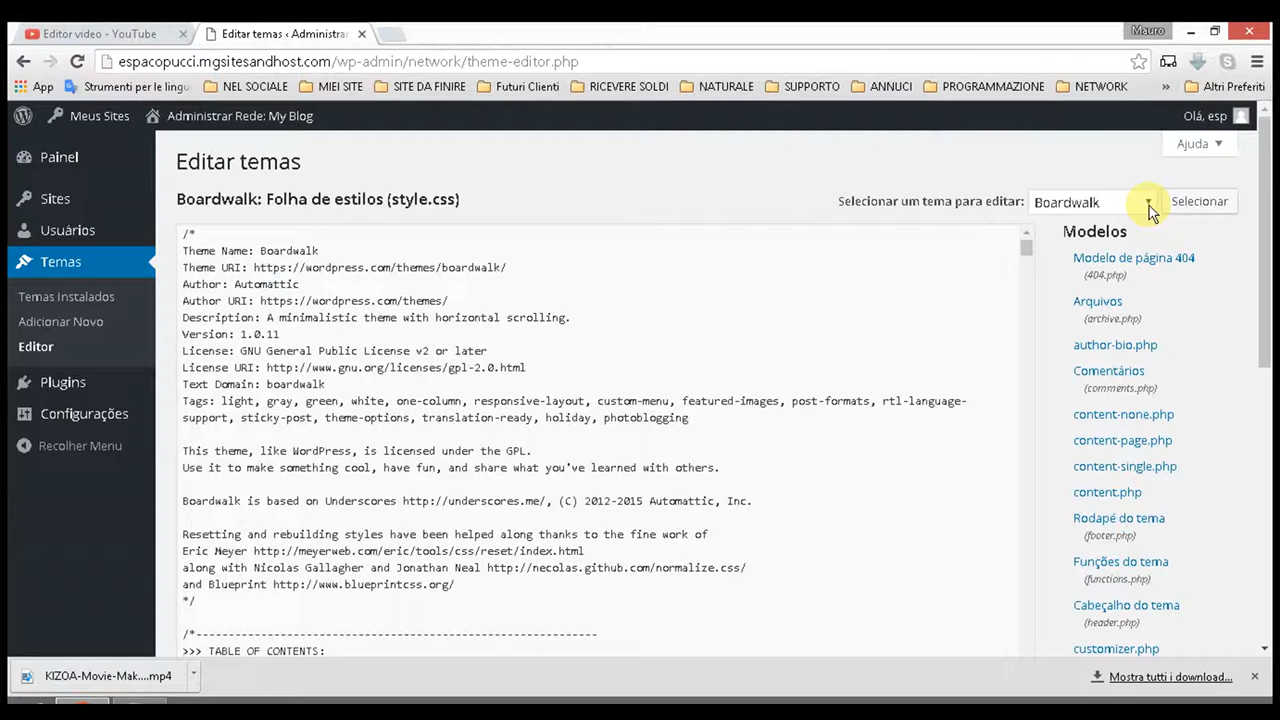 Editor video - YouTube
Editar temas ‹ Administra
Mauro
espacopucci.mgsitesandhost.com/wp-admin/network/theme-editor.php
App
Strumenti per le lingu
NEL SOCIALE
MIEI SITE
SITE DA FINIRE
Futuri Clienti
RICEVERE SOLDI
NATURALE
SUPPORTO
ANNUCI
PROGRAMMAZIONE
NETWORK
»
Altri Preferiti
Meus Sites
Administrar Rede: My Blog
Olá, esp
Painel
Sites
Usuários
Temas
Temas Instalados
Adicionar Novo
Editor
Plugins
Configurações
Recolher Menu
Ajuda
Editar temas
Boardwalk: Folha de estilos (style.css)
Selecionar um tema para editar:
Boardwalk
Selecionar
/*
Theme Name: Boardwalk
Theme URI: https://wordpress.com/themes/boardwalk/
Author: Automattic
Author URI: https://wordpress.com/themes/
Description: A minimalistic theme with horizontal scrolling.
Version: 1.0.11
License: GNU General Public License v2 or later
License URI: http://www.gnu.org/licenses/gpl-2.0.html
Text Domain: boardwalk
Tags: light, gray, green, white, one-column, responsive-layout, custom-menu, featured-images, post-formats, rtl-language-
support, sticky-post, theme-options, translation-ready, holiday, photoblogging
This theme, like WordPress, is licensed under the GPL.
Use it to make something cool, have fun, and share what you've learned with others.
Boardwalk is based on Underscores http://underscores.me/, (C) 2012-2015 Automattic, Inc.
Resetting and rebuilding styles have been helped along thanks to the fine work of
Eric Meyer http://meyerweb.com/eric/tools/css/reset/index.html
along with Nicolas Gallagher and Jonathan Neal http://necolas.github.com/normalize.css/
and Blueprint http://www.blueprintcss.org/
*/
/*--------------------------------------------------------------
>>> TABLE OF CONTENTS:
Modelos
Modelo de página 404
(404.php)
Arquivos
(archive.php)
author-bio.php
Comentários
(comments.php)
content-none.php
content-page.php
content-single.php
content.php
Rodapé do tema
(footer.php)
Funções do tema
(functions.php)
Cabeçalho do tema
(header.php)
customizer.php
KIZOA-Movie-Mak....mp4
Mostra tutti i download...